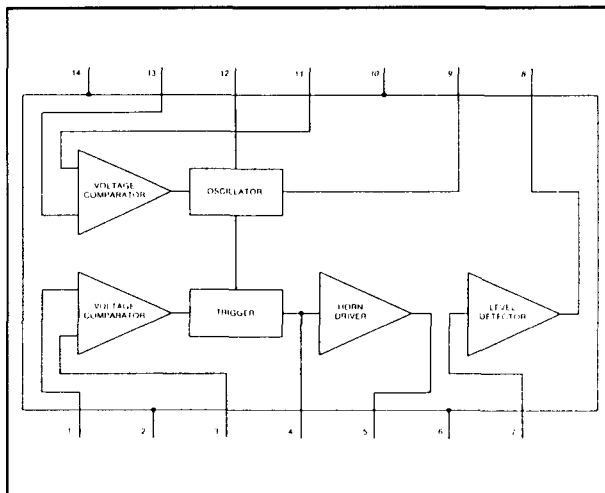 14 13 12 11 10 9 8
VOLTAGE
COMPARATOR
OSCILLATOR
VOLTAGE
COMPARATOR
TRIGGER
HORN
DRIVER
LEVEL
DETECTOR
1 2 3 4 5 6 7